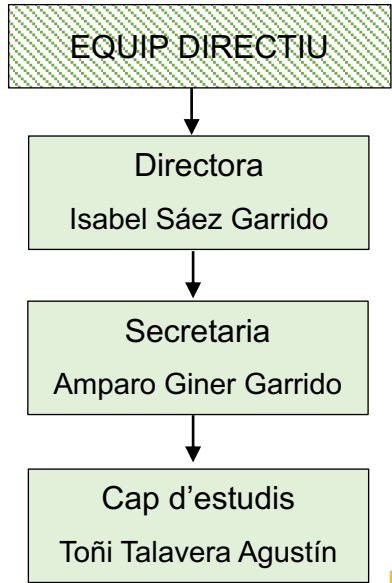 EQUIP DIRECTIU
Directora
Isabel Sáez Garrido
Secretaria
Amparo Giner Garrido
Cap d’estudis
Toñi Talavera Agustín